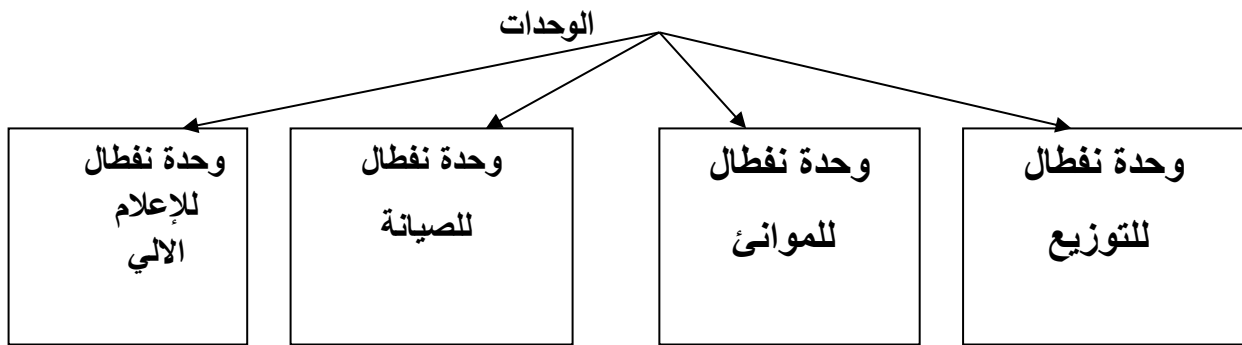 الوحدات
وحدة نفطال
للتوزيع
وحدة نفطال
للموانئ
وحدة نفطال
للصيانة
وحدة نفطال
للإعلام
الالي